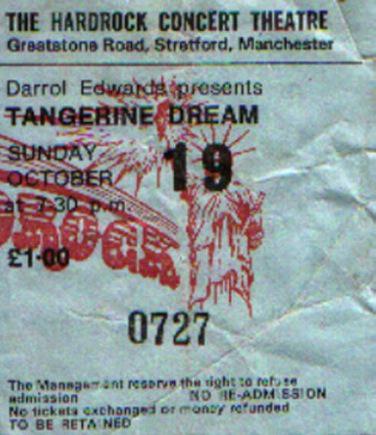 THE HARDROCK CONCERT THEATRE
Greatstone Road, Stretford, Manchester
Darrol Edwards presents
TANGERINE DREAM
SUNDAY 19
OCTOBER
at 7·30 p.m.
£1·00
0727
The Management reserve the right to refuse
admission NO RE-ADMISSION
No tickets exchanged or money refunded
TO BE RETAINED